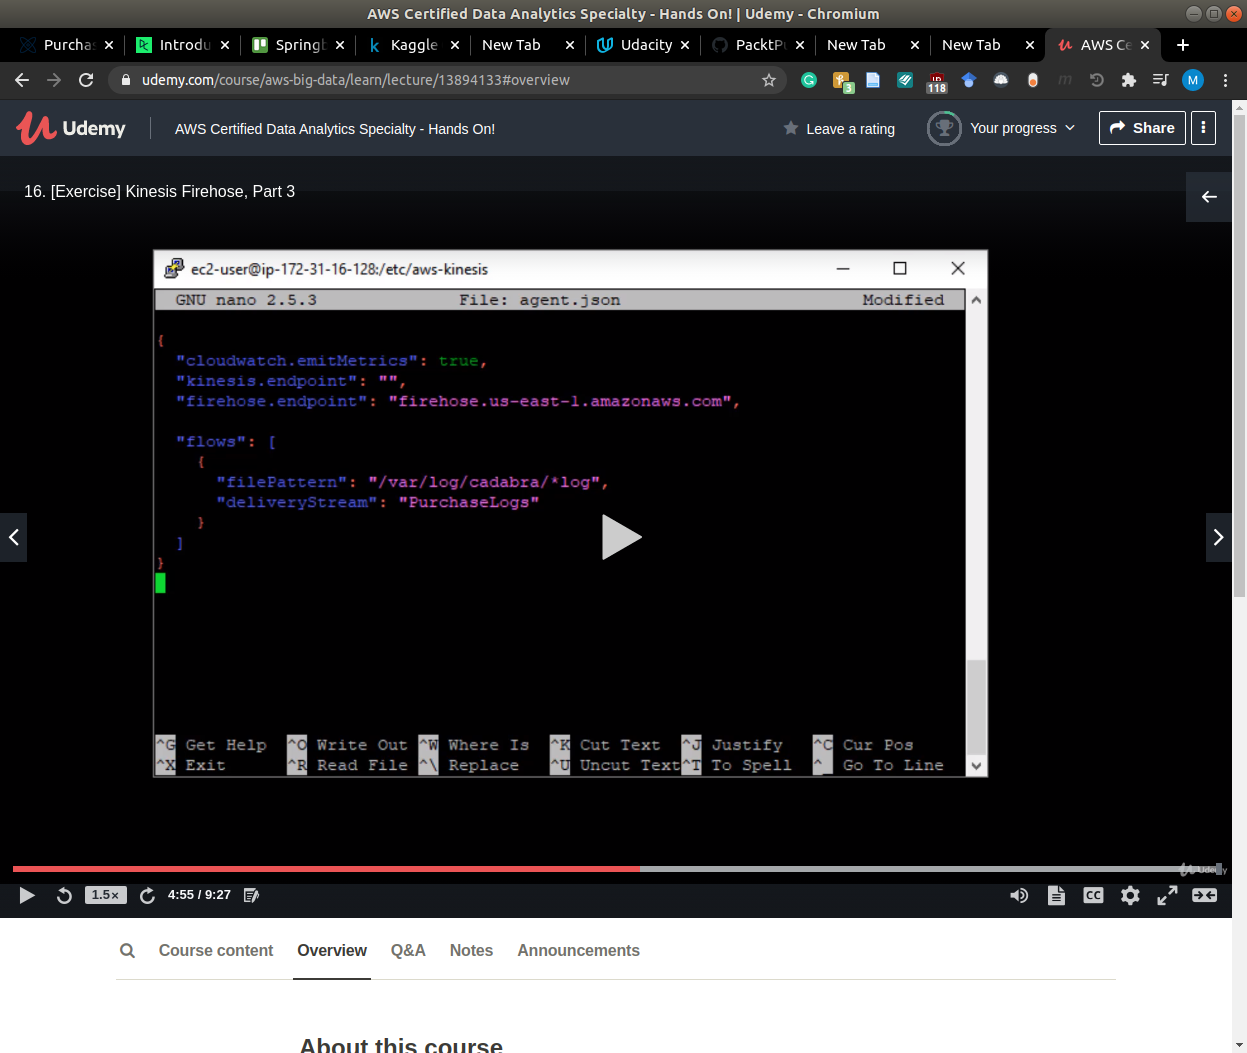 AWS Certified Data Analytics Specialty - Hands On! | Udemy - Chromium
Purchas
Introdu
Springb
Kaggle
New Tab
Udacity
PacktPu
New Tab
New Tab
AWS Ce
udemy.com/course/aws-big-data/learn/lecture/13894133#overview
3
118
M
Udemy
AWS Certified Data Analytics Specialty - Hands On!
Leave a rating
Your progress
Share
16. [Exercise] Kinesis Firehose, Part 3
ec2-user@ip-172-31-16-128:/etc/aws-kinesis
GNU nano 2.5.3 File: agent.json Modified
{
"cloudwatch.emitMetrics": true,
"kinesis.endpoint": "",
"firehose.endpoint": "firehose.us-east-1.amazonaws.com",
"flows": [
{
"filePattern": "/var/log/cadabra/*log",
"deliveryStream": "PurchaseLogs"
}
]
}
^G Get Help ^O Write Out ^W Where Is ^K Cut Text ^J Justify ^C Cur Pos
^X Exit ^R Read File ^\ Replace ^U Uncut Text ^T To Spell ^_ Go To Line
Udemy
1.5×
4:55 / 9:27
CC
Course content
Overview
Q&A
Notes
Announcements
About this course